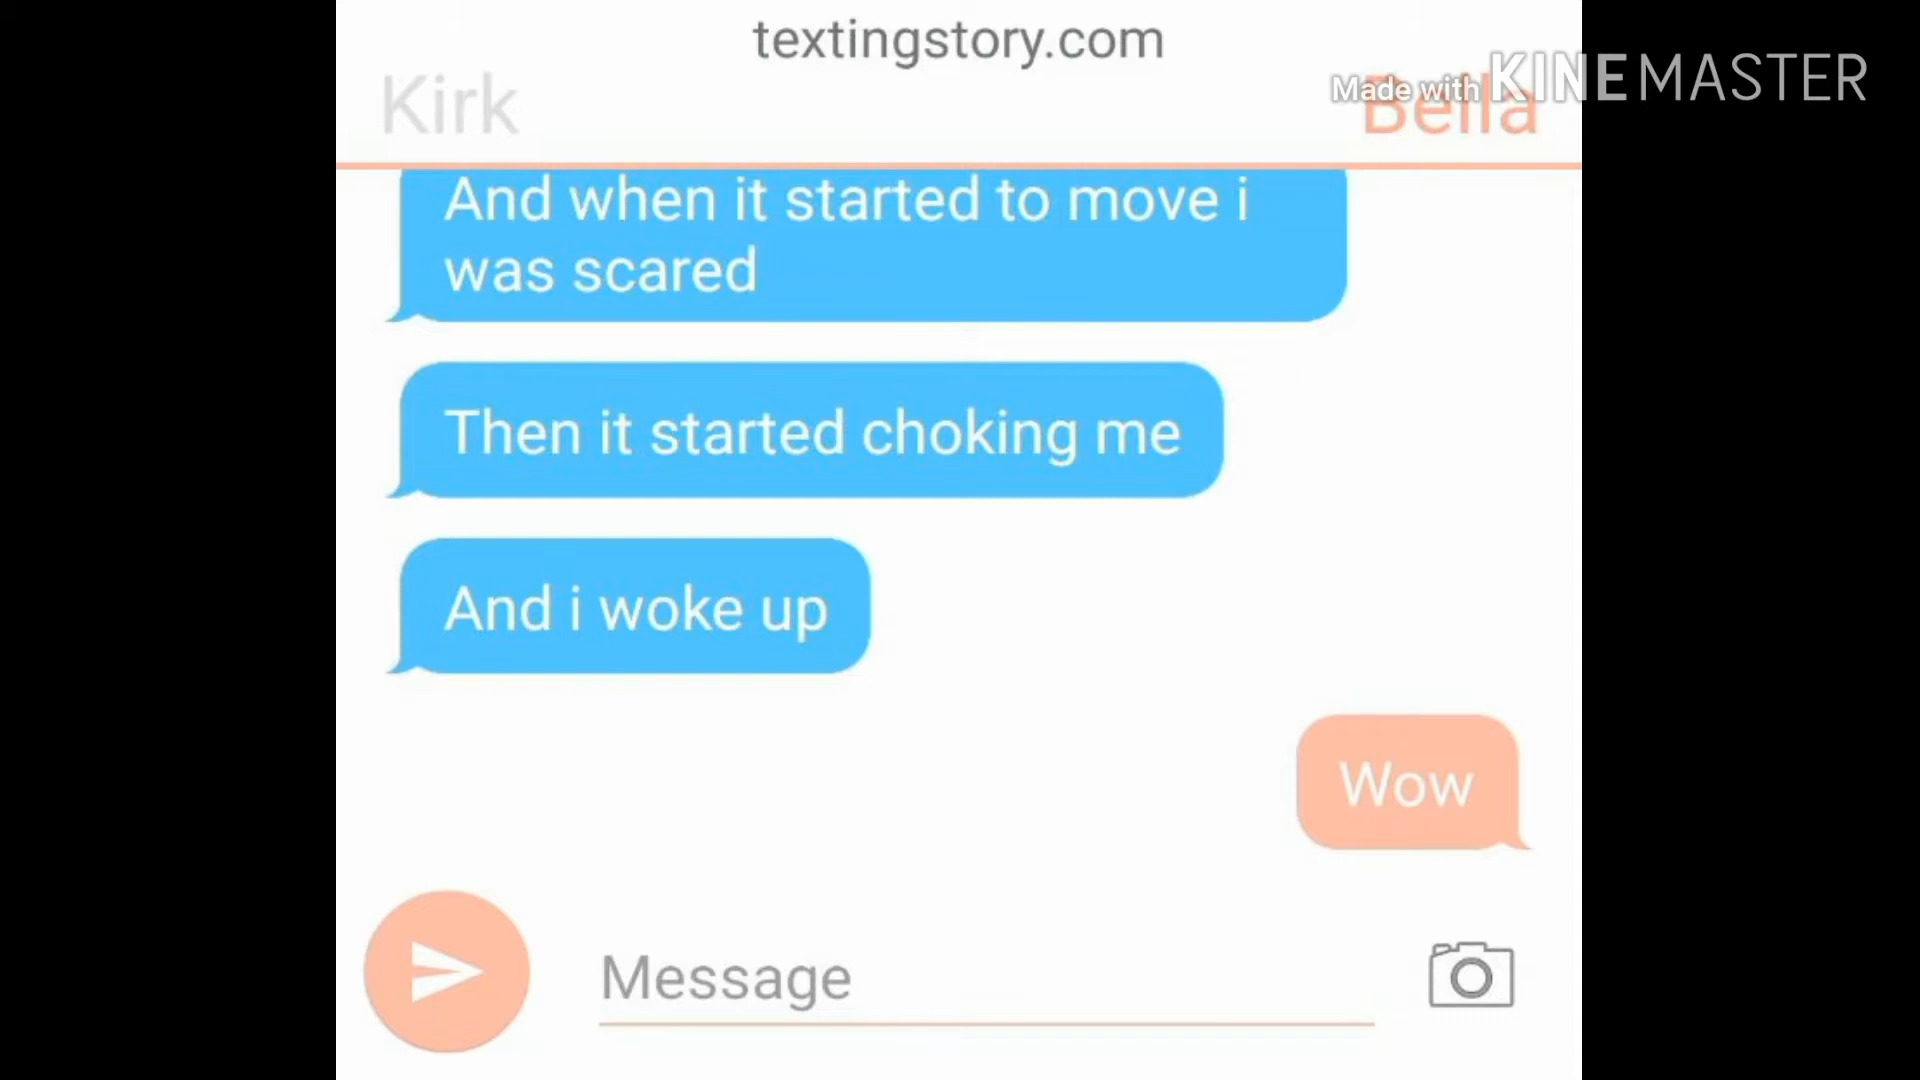 textingstory.com
Made with KINEMASTER
Kirk
Bella
And when it started to move i
was scared
Then it started choking me
And i woke up
Wow
Message